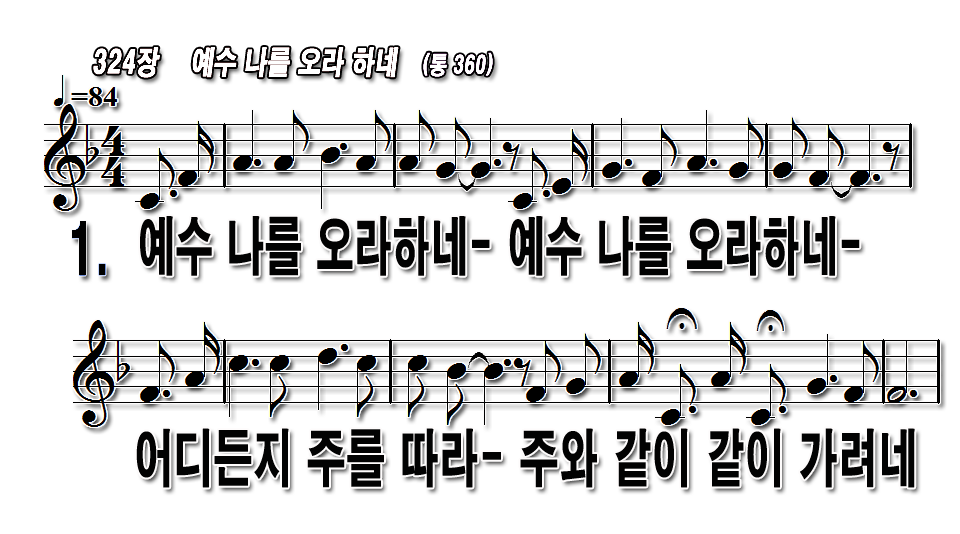 324장 예수 나를 오라 하네 (통 360)
♩=84
4
4
1. 예수 나를 오라하네- 예수 나를 오라하네-
어디든지 주를 따라- 주와 같이 같이 가려네